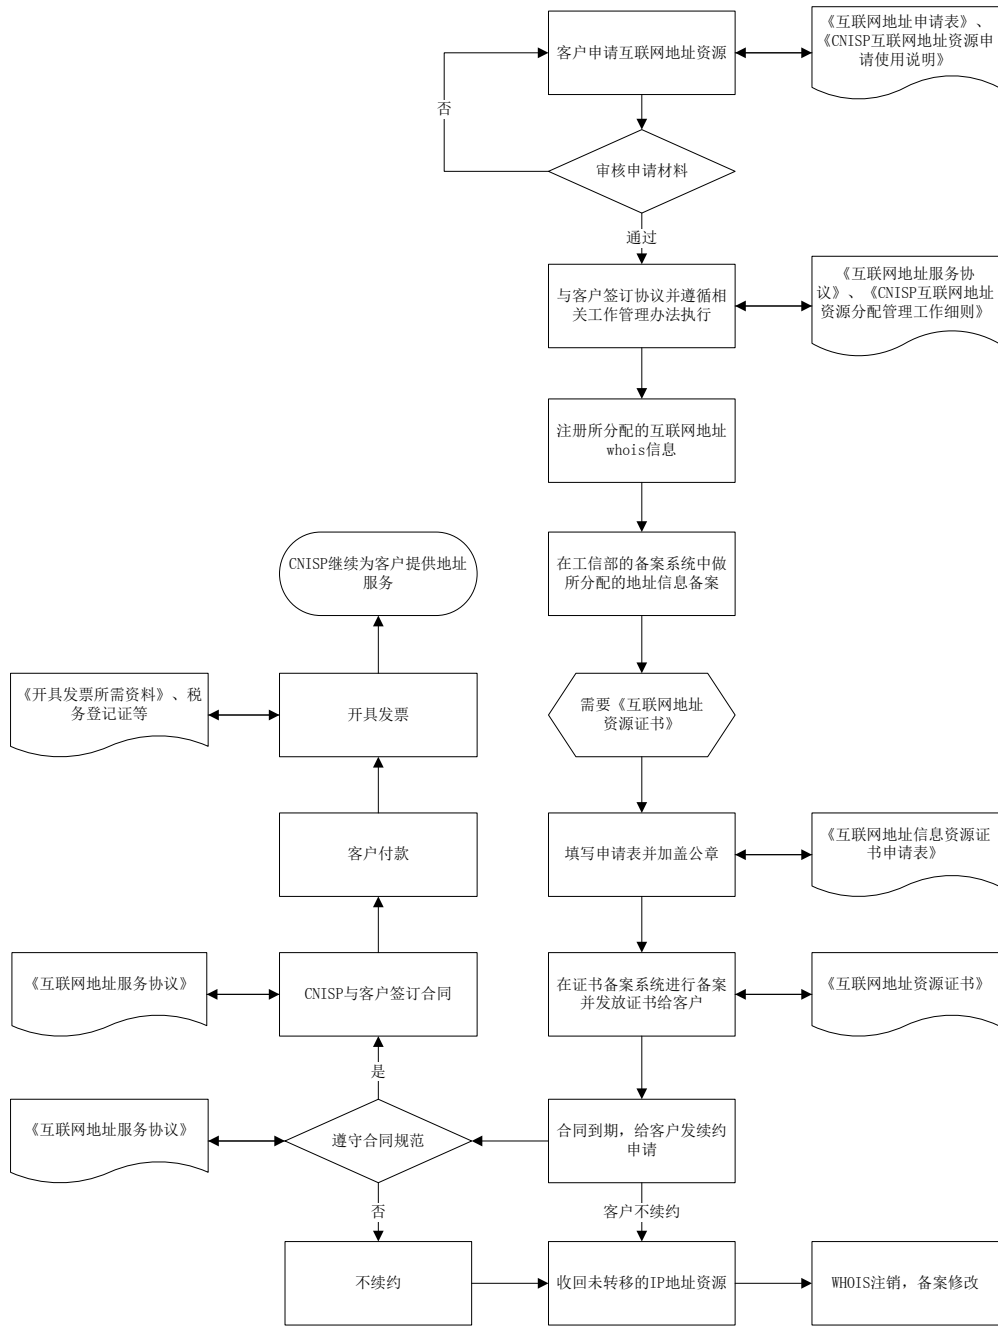 客户申请互联网地址资源
《互联网地址申请表》、
《CNISP互联网地址资源申
请使用说明》
否
审核申请材料
通过
与客户签订协议并遵循相
关工作管理办法执行
《互联网地址服务协
议》、《CNISP互联网地址
资源分配管理工作细则》
注册所分配的互联网地址
whois信息
CNISP继续为客户提供地址
服务
在工信部的备案系统中做
所分配的地址信息备案
《开具发票所需资料》、税
务登记证等
开具发票
需要《互联网地址
资源证书》
客户付款
填写申请表并加盖公章
《互联网地址信息资源证
书申请表》
《互联网地址服务协议》
CNISP与客户签订合同
在证书备案系统进行备案
并发放证书给客户
《互联网地址资源证书》
是
《互联网地址服务协议》
遵守合同规范
合同到期，给客户发续约
申请
否
客户不续约
不续约
收回未转移的IP地址资源
WHOIS注销，备案修改